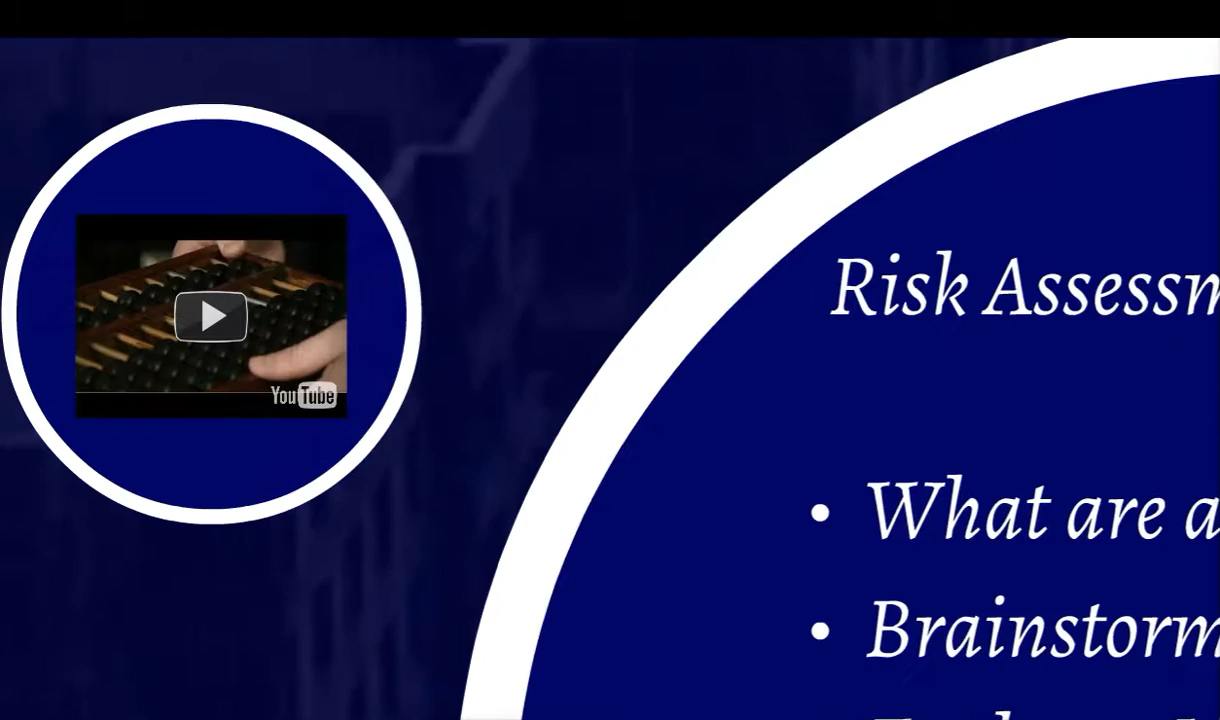 YouTube
Risk Assessm
• What are a
• Brainstorm